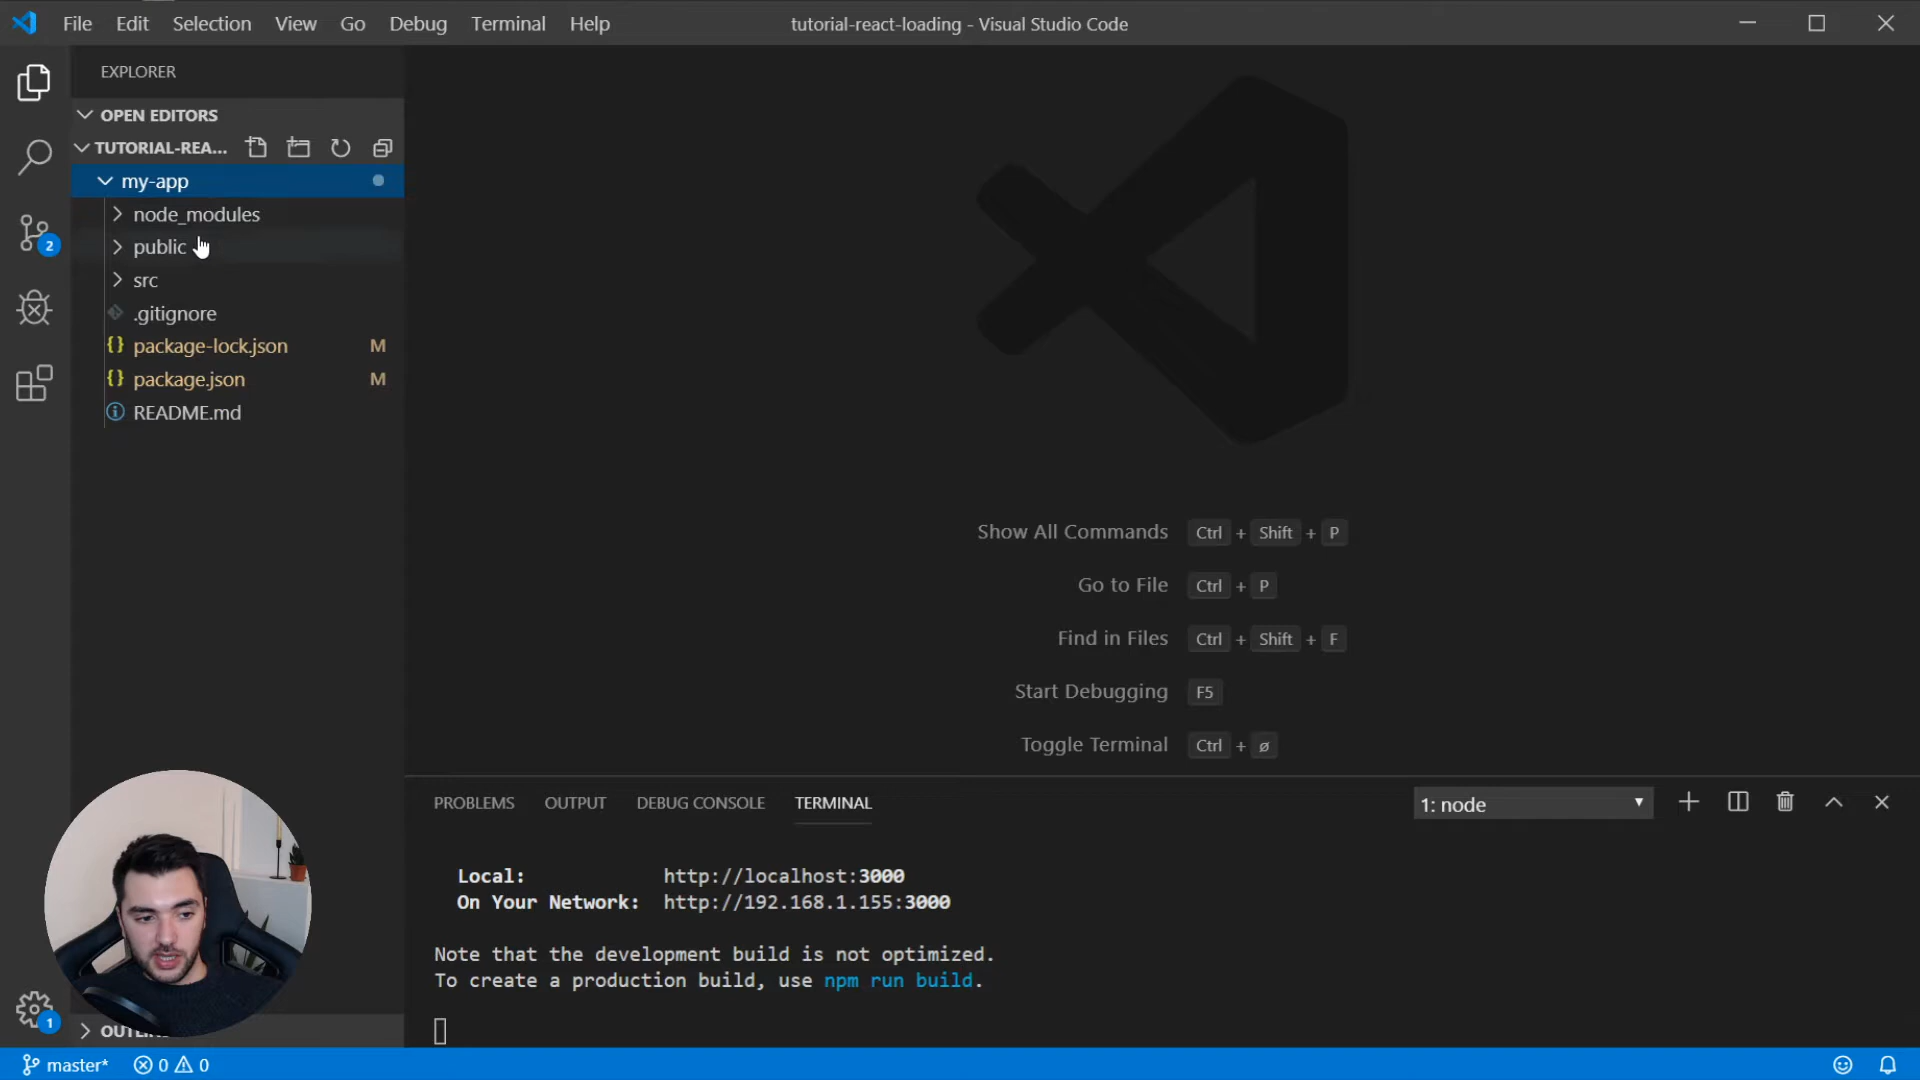 File Edit Selection View Go Debug Terminal Help
tutorial-react-loading - Visual Studio Code
EXPLORER
OPEN EDITORS
TUTORIAL-REA...
my-app
node_modules
public
src
.gitignore
package-lock.json M
package.json M
README.md
2
Show All Commands Ctrl + Shift + P
Go to File Ctrl + P
Find in Files Ctrl + Shift + F
Start Debugging F5
Toggle Terminal Ctrl + ø
PROBLEMS OUTPUT DEBUG CONSOLE TERMINAL
1: node
Local: http://localhost:3000
On Your Network: http://192.168.1.155:3000
Note that the development build is not optimized.
To create a production build, use npm run build.
1
master* 0 0